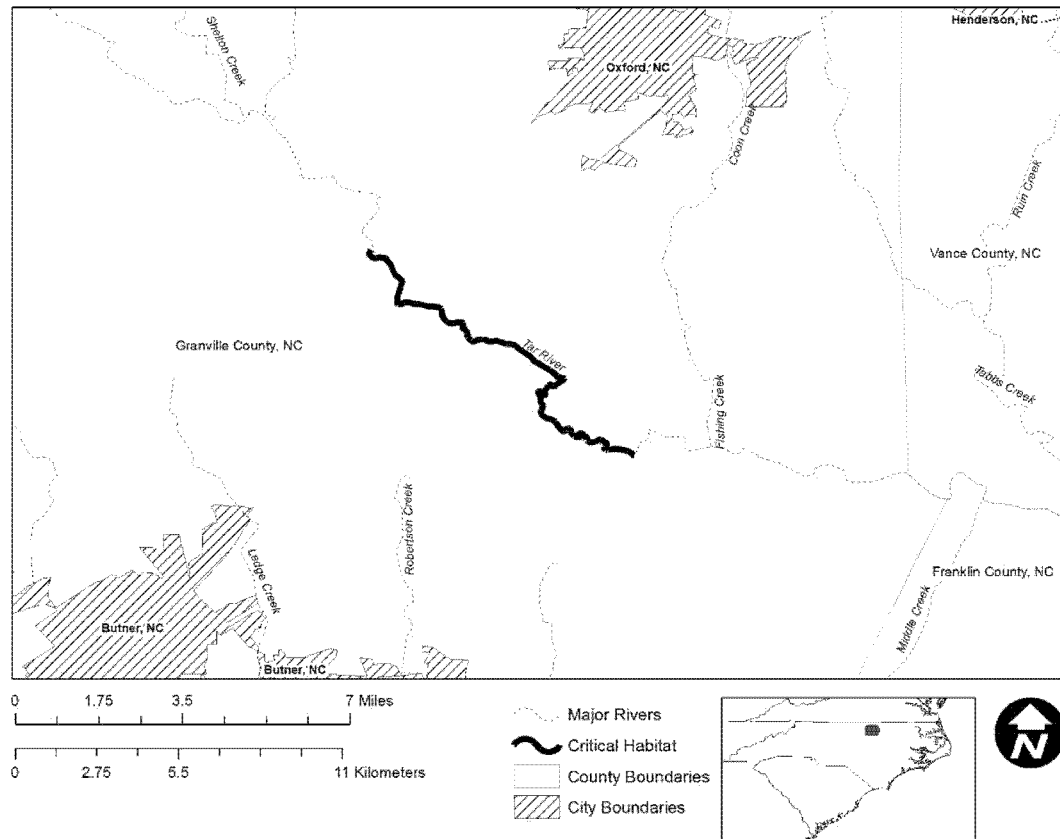 Henderson, NC
Shelton Creek
Oxford, NC
Coon Creek
Ruin Creek
Vance County, NC
Granville County, NC
Tar River
Tabbs Creek
Fishing Creek
Robertson Creek
Ledge Creek
Franklin County, NC
Middle Creek
Butner, NC
Butner, NC
0 1.75 3.5 7 Miles
0 2.75 5.5 11 Kilometers
Major Rivers
Critical Habitat
County Boundaries
City Boundaries
N